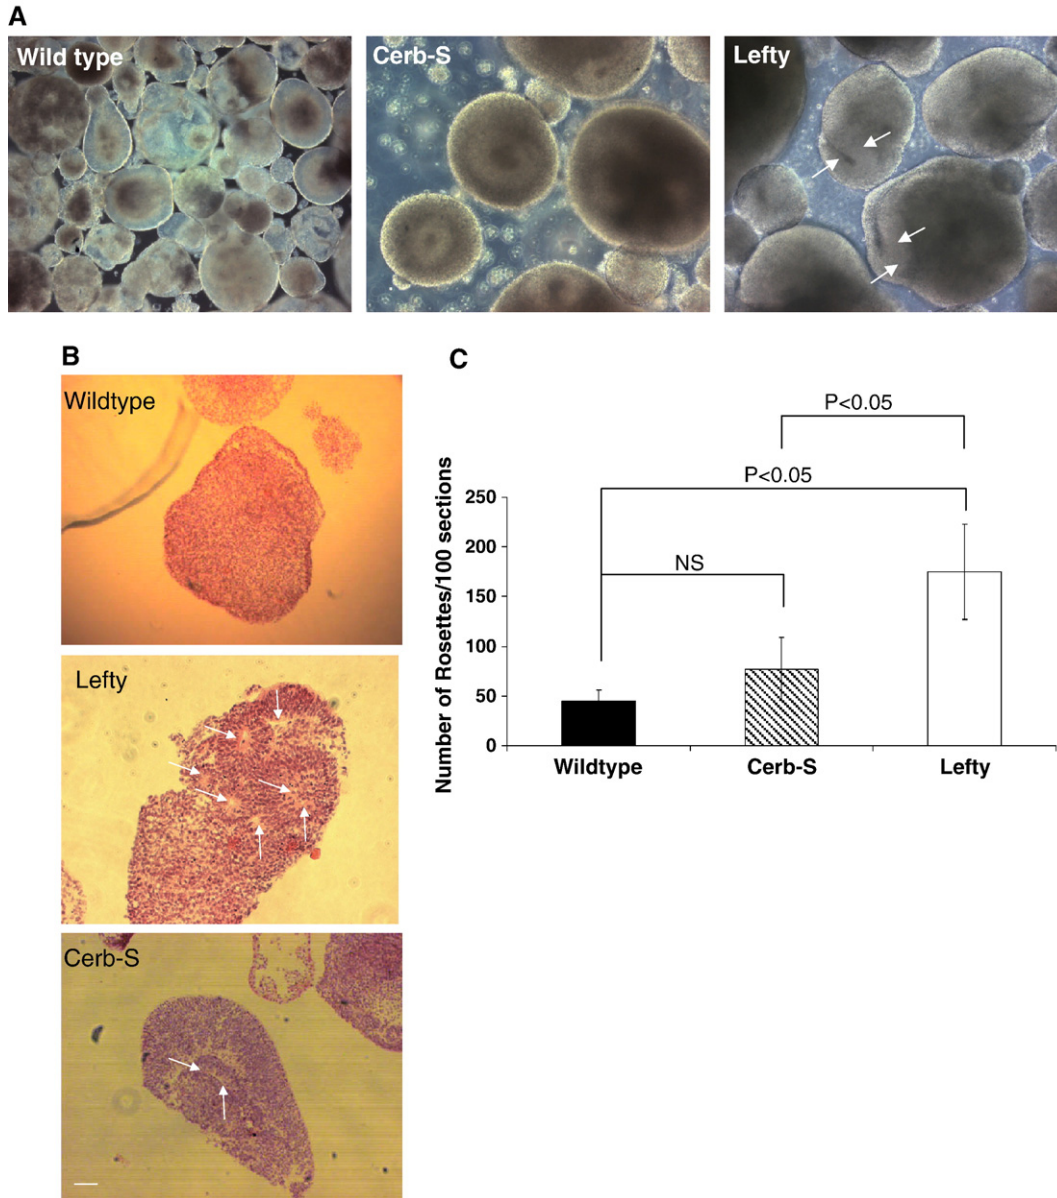 A
Wild type
Cerb-S
Lefty
B
Wildtype
Lefty
Cerb-S
C
P<0.05
P<0.05
NS
Number of Rosettes/100 sections
250
200
150
100
50
0
Wildtype
Cerb-S
Lefty